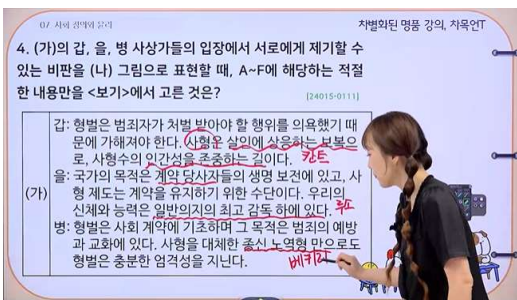 07. 사회 정의와 윤리
차별화된 명품 강의, 차목언T
4. (가)의 갑, 을, 병 사상가들의 입장에서 서로에게 제기할 수
있는 비판을 (나) 그림으로 표현할 때, A~F에 해당하는 적절
한 내용만을 <보기>에서 고른 것은?
[24015-0111]
(가)
갑: 형벌은 범죄자가 처벌 받아야 할 행위를 의욕했기 때
문에 가해져야 한다. 사형은 살인에 상응하는 보복으
로, 사형수의 인간성을 존중하는 길이다.
칸트
을: 국가의 목적은 계약 당사자들의 생명 보전에 있고, 사
형 제도는 계약을 유지하기 위한 수단이다. 우리의
신체와 능력은 일반의지의 최고 감독 하에 있다.
루소
병: 형벌은 사회 계약에 기초하며 그 목적은 범죄의 예방
과 교화에 있다. 사형을 대체한 종신 노역형 만으로도
형벌은 충분한 엄격성을 지닌다.
베카리